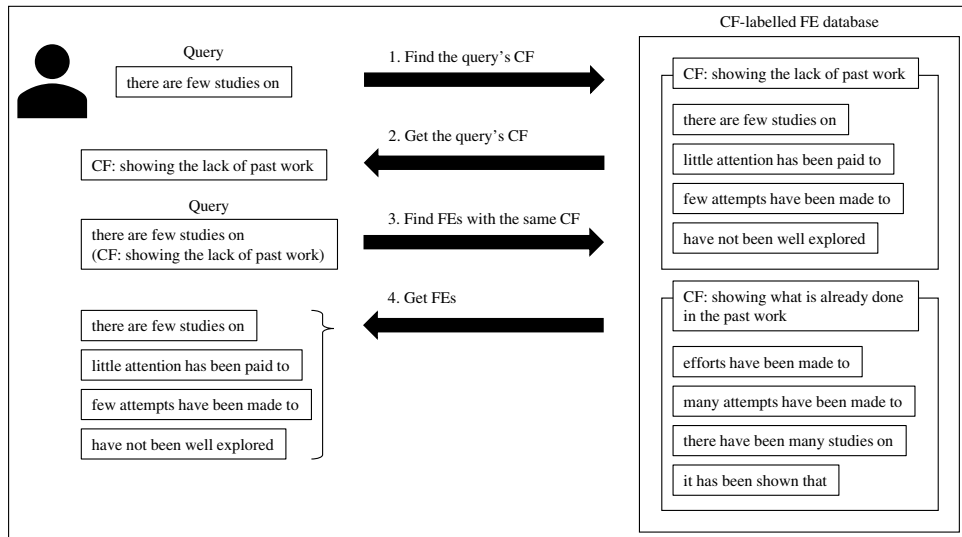 CF-labelled FE database
Query
there are few studies on
1. Find the query's CF
2. Get the query's CF
CF: showing the lack of past work
Query
there are few studies on
(CF: showing the lack of past work)
3. Find FEs with the same CF
4. Get FEs
there are few studies on
little attention has been paid to
few attempts have been made to
have not been well explored
CF: showing the lack of past work
there are few studies on
little attention has been paid to
few attempts have been made to
have not been well explored
CF: showing what is already done
in the past work
efforts have been made to
many attempts have been made to
there have been many studies on
it has been shown that